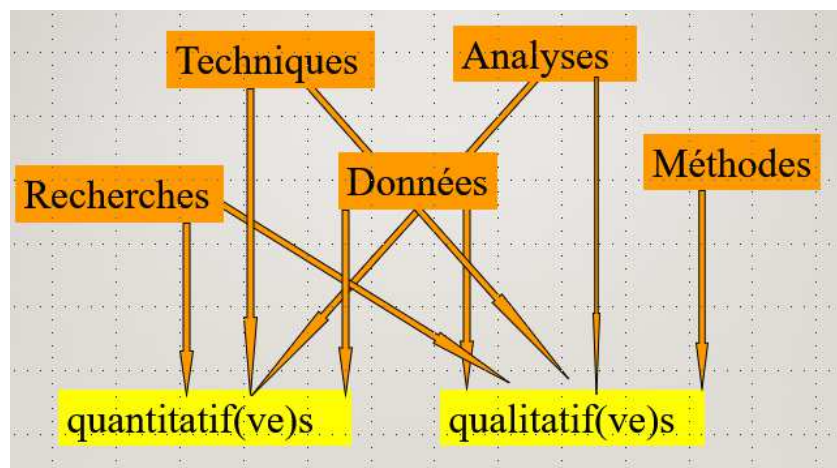 Techniques
Analyses
Recherches
Données
Méthodes
quantitatif(ve)s
qualitatif(ve)s